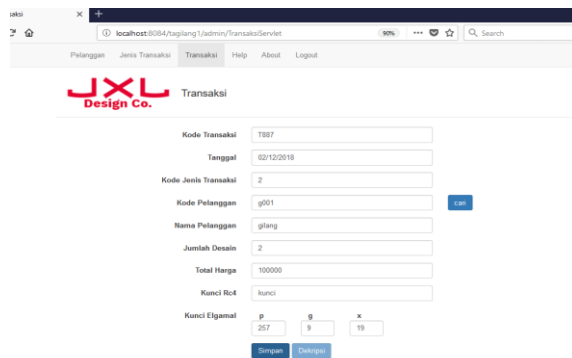 saksi
localhost:8084/tagilang1/admin/TransaksiServlet 90% Search
Pelanggan Jenis Transaksi Transaksi Help About Logout
JXL
Design Co.
Transaksi
Kode Transaksi T887
Tanggal 02/12/2018
Kode Jenis Transaksi 2
Kode Pelanggan g001 cari
Nama Pelanggan gilang
Jumlah Desain 2
Total Harga 100000
Kunci Rc4 kunci
Kunci Elgamal p g x
257 9 19
Simpan Dekripsi